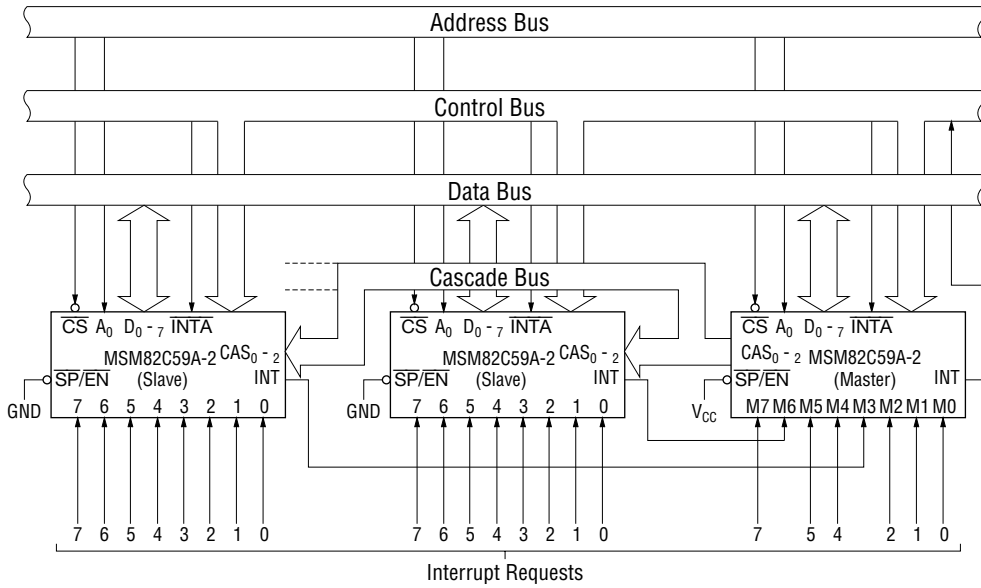 Address Bus
Control Bus
Data Bus
Cascade Bus
CS A0 D0 - 7 INTA
MSM82C59A-2
(Slave)
CAS0 - 2
SP/EN
INT
GND
7 6 5 4 3 2 1 0
CS A0 D0 - 7 INTA
MSM82C59A-2
(Slave)
CAS0 - 2
SP/EN
INT
GND
7 6 5 4 3 2 1 0
CS A0 D0 - 7 INTA
CAS0 - 2
MSM82C59A-2
(Master)
SP/EN
INT
VCC
M7 M6 M5 M4 M3 M2 M1 M0
7 6 5 4 3 2 1 0
7 6 5 4 3 2 1 0
7 5 4 2 1 0
Interrupt Requests